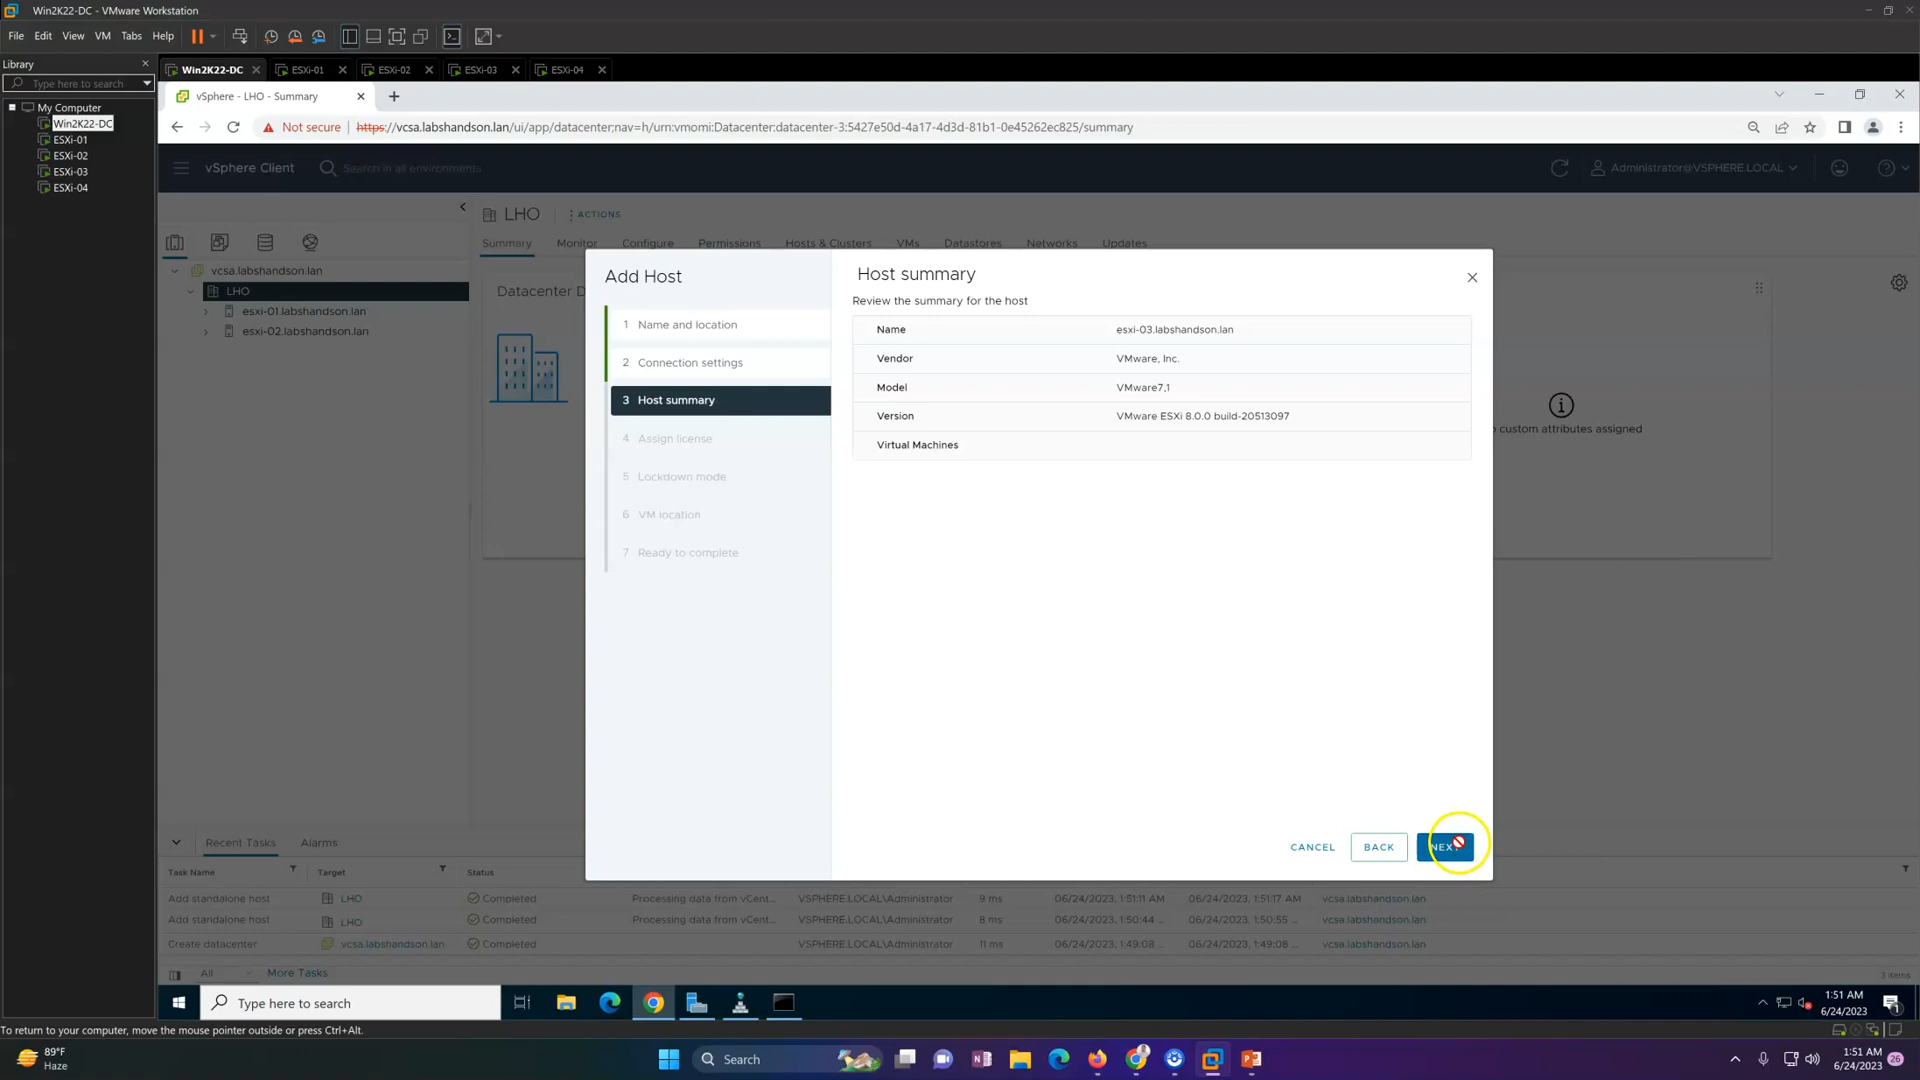 Win2K22-DC - VMware Workstation
File Edit View VM Tabs Help
Library
Type here to search
My Computer
Win2K22-DC
ESXi-01
ESXi-02
ESXi-03
ESXi-04
Win2K22-DC ESXi-01 ESXi-02 ESXi-03 ESXi-04
vSphere - LHO - Summary
Not secure https://vcsa.labshandson.lan/ui/app/datacenter;nav=h/urn:vmomi:Datacenter:datacenter-3:5427e50d-4a17-4d3d-81b1-0e45262ec825/summary
vSphere Client Search in all environments Administrator@VSPHERE.LOCAL
LHO ACTIONS
Summary Monitor Configure Permissions Hosts & Clusters VMs Datastores Networks Updates
vcsa.labshandson.lan
LHO
esxi-01.labshandson.lan
esxi-02.labshandson.lan
Datacenter D
custom attributes assigned
Add Host
1 Name and location
2 Connection settings
3 Host summary
4 Assign license
5 Lockdown mode
6 VM location
7 Ready to complete
Host summary
Review the summary for the host
Name esxi-03.labshandson.lan
Vendor VMware, Inc.
Model VMware7,1
Version VMware ESXi 8.0.0 build-20513097
Virtual Machines
CANCEL BACK NEXT
Recent Tasks Alarms
Task Name Target Status
Add standalone host LHO Completed Processing data from vCent... VSPHERE.LOCAL\Administrator 9 ms 06/24/2023, 1:51:11 AM 06/24/2023, 1:51:17 AM vcsa.labshandson.lan
Add standalone host LHO Completed Processing data from vCent... VSPHERE.LOCAL\Administrator 8 ms 06/24/2023, 1:50:44 ... 06/24/2023, 1:50:55 ... vcsa.labshandson.lan
Create datacenter vcsa.labshandson.lan Completed VSPHERE.LOCAL\Administrator 11 ms 06/24/2023, 1:49:08 ... 06/24/2023, 1:49:08 ... vcsa.labshandson.lan
All More Tasks 3 items
Type here to search
1:51 AM
6/24/2023
1
To return to your computer, move the mouse pointer outside or press Ctrl+Alt.
89°F
Haze
Search
1:51 AM
6/24/2023
26